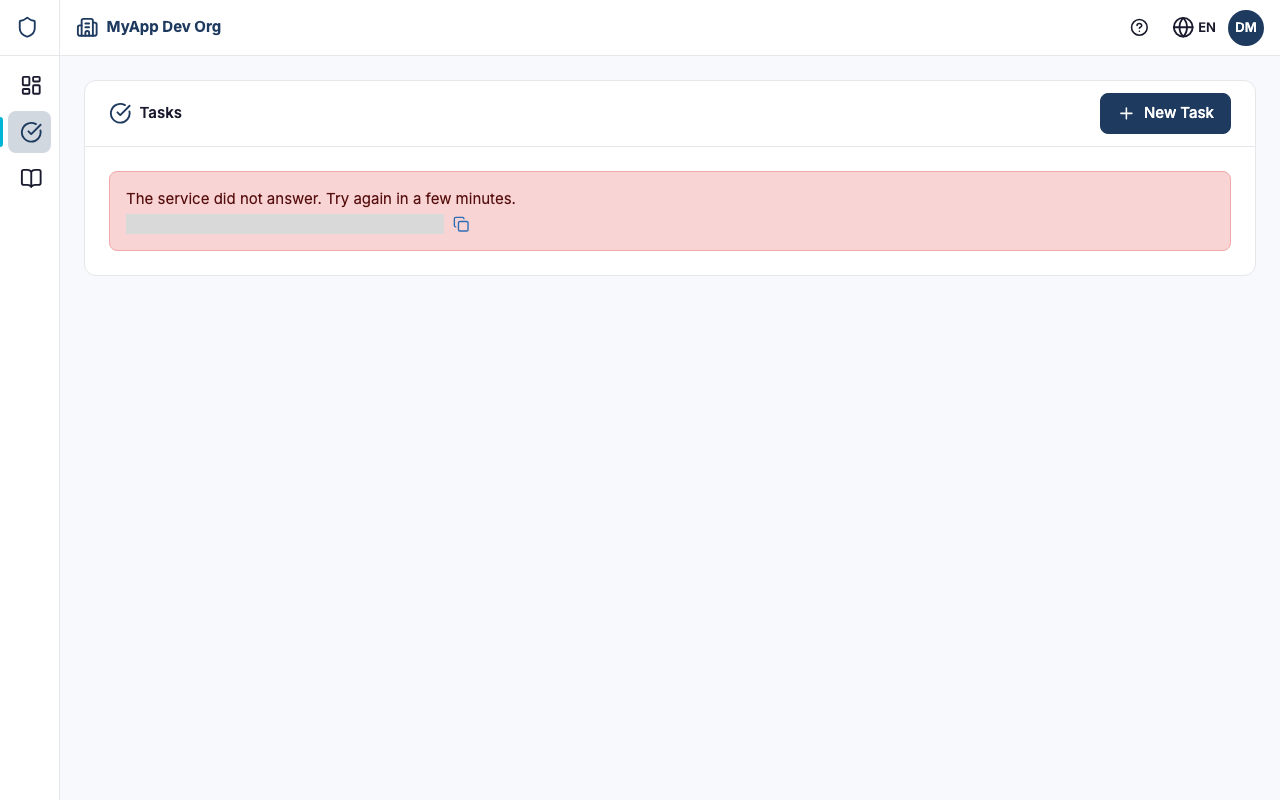 MyApp Dev Org
EN
DM
Tasks
New Task
The service did not answer. Try again in a few minutes.